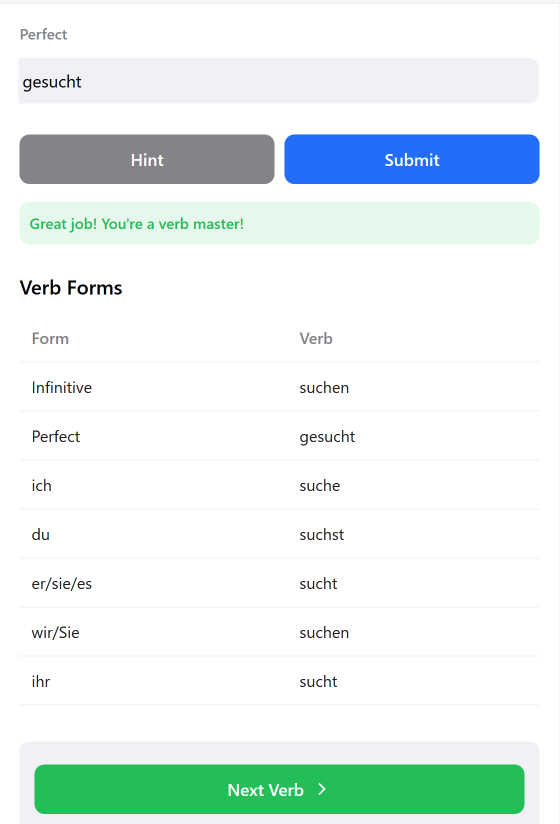 Perfect
gesucht
Hint Submit
Great job! You're a verb master!
Verb Forms
Form Verb
Infinitive suchen
Perfect gesucht
ich suche
du suchst
er/sie/es sucht
wir/Sie suchen
ihr sucht
Next Verb >